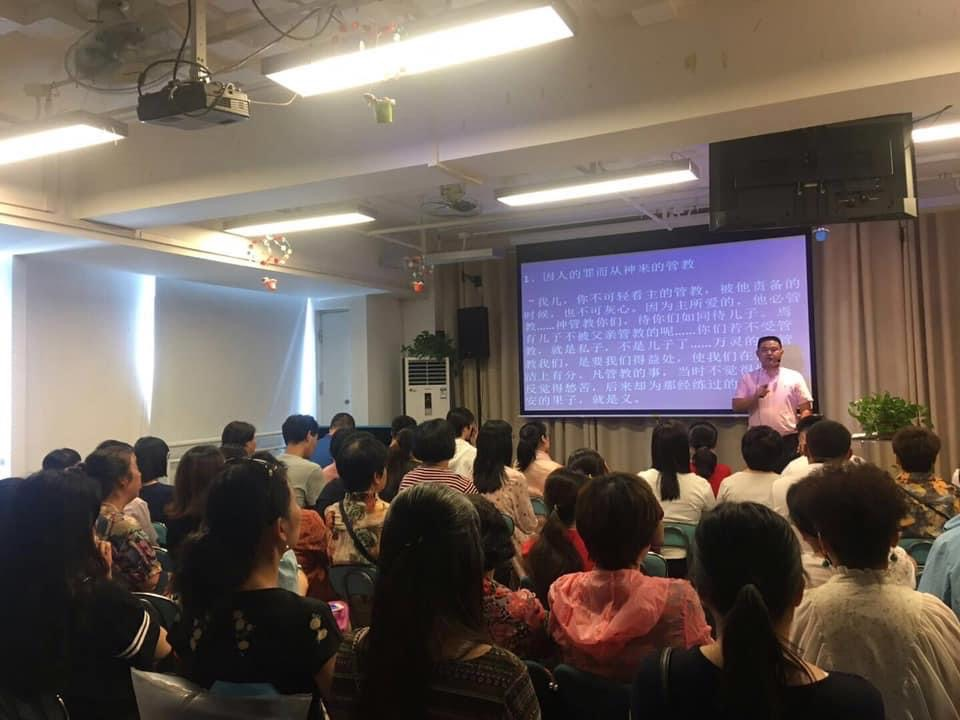 1、因人的罪而从神来的管教
“我儿，你不可轻看主的管教，被他责备的
时候，也不可灰心。因为主所爱的，他必管
教……神管教你们，待你们如同待儿子。焉
有儿子不被父亲管教的呢……你们若不受管
教，就是私子，不是儿子了……万灵的 管
教我们，是要我们得益处，使我们在
洁上有分。凡管教的事，当时不觉得
反觉得愁苦，后来却为那经练过的
安的果子，就是义。